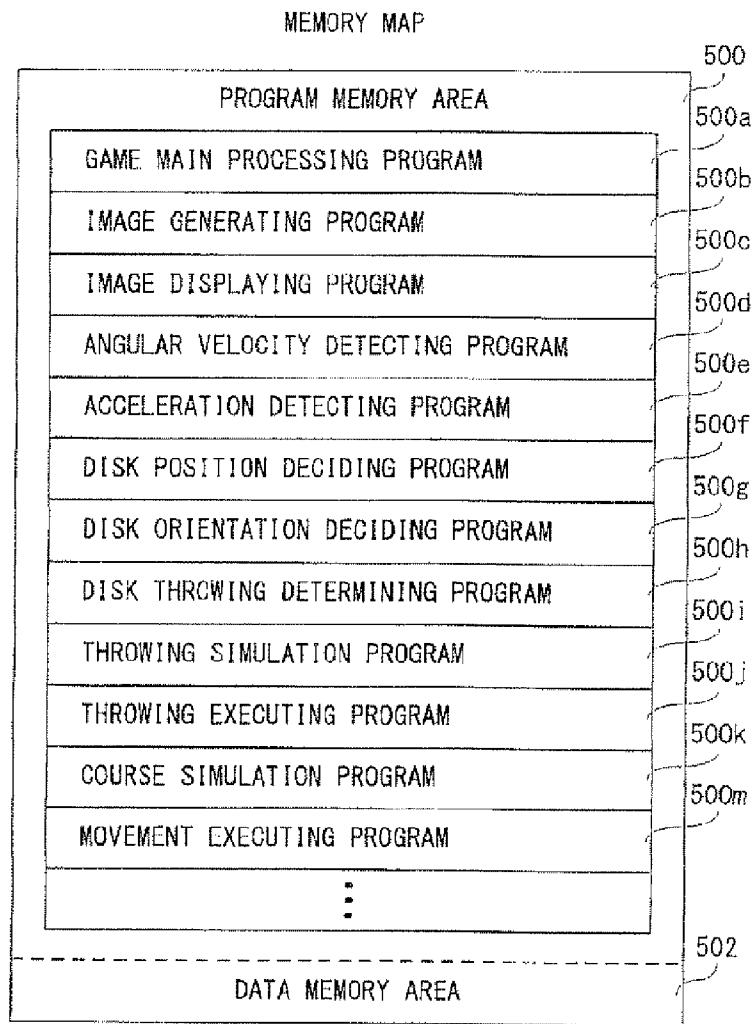 MEMORY MAP
500
PROGRAM MEMORY AREA
500a
GAME MAIN PROCESSING PROGRAM
500b
IMAGE GENERATING PROGRAM
500c
IMAGE DISPLAYING PROGRAM
500d
ANGULAR VELOCITY DETECTING PROGRAM
500e
ACCELERATION DETECTING PROGRAM
500f
DISK POSITION DECIDING PROGRAM
500g
DISK ORIENTATION DECIDING PROGRAM
500h
DISK THROWING DETERMINING PROGRAM
500i
THROWING SIMULATION PROGRAM
500j
THROWING EXECUTING PROGRAM
500k
COURSE SIMULATION PROGRAM
500m
MOVEMENT EXECUTING PROGRAM
502
DATA MEMORY AREA